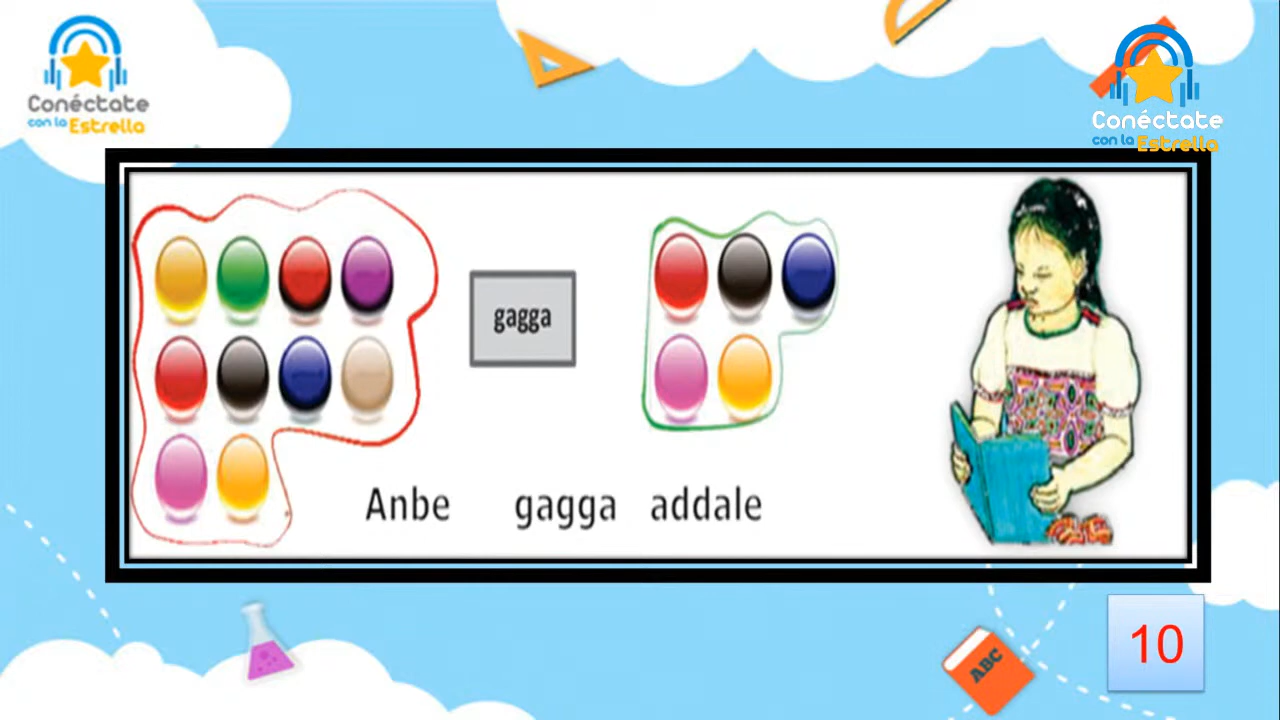 Conéctate
con la Estrella
Conéctate
con la Estrella
gagga
Anbe gagga addale
ABC
10